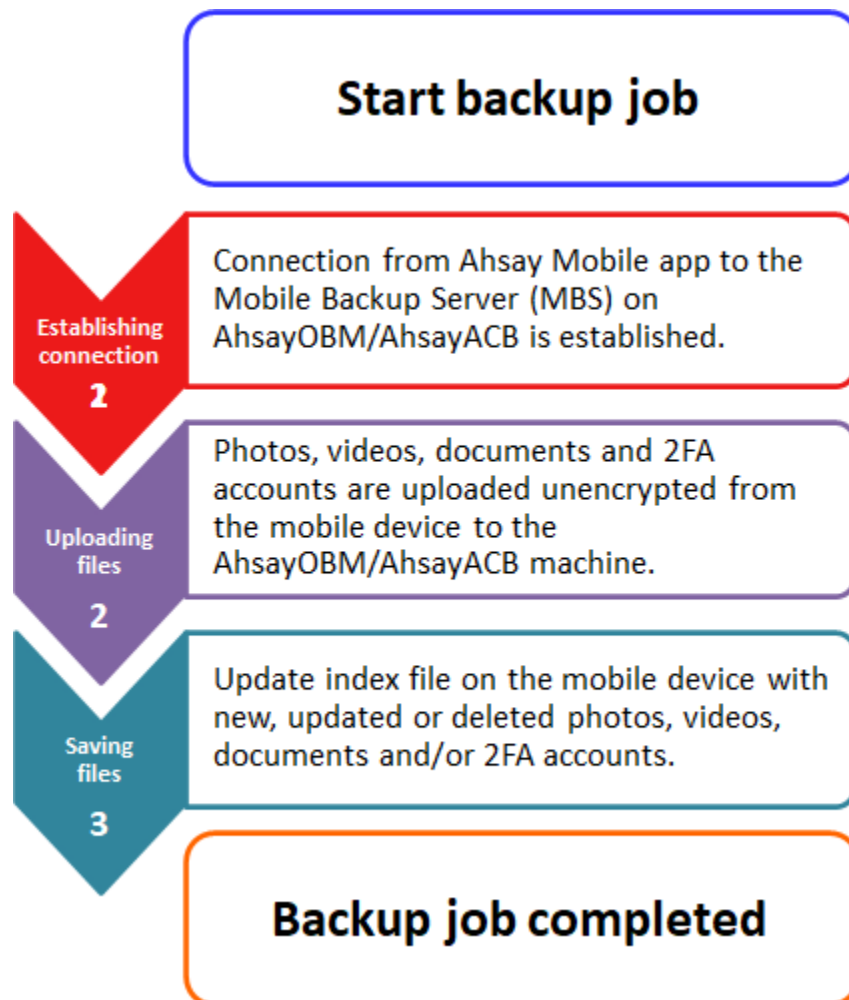 Start backup job
Establishing
connection
Connection from Ahsay Mobile app to the
Mobile Backup Server (MBS) on
AhsayOBM/AhsayACB is established.
Uploading
files
2
Photos, videos, documents and 2FA
accounts are uploaded unencrypted from
the mobile device to the
AhsayOBM/AhsayACB machine.
Saving
files
3
Update index file on the mobile device with
new, updated or deleted photos, videos,
documents and/or 2FA accounts.
Backup job completed